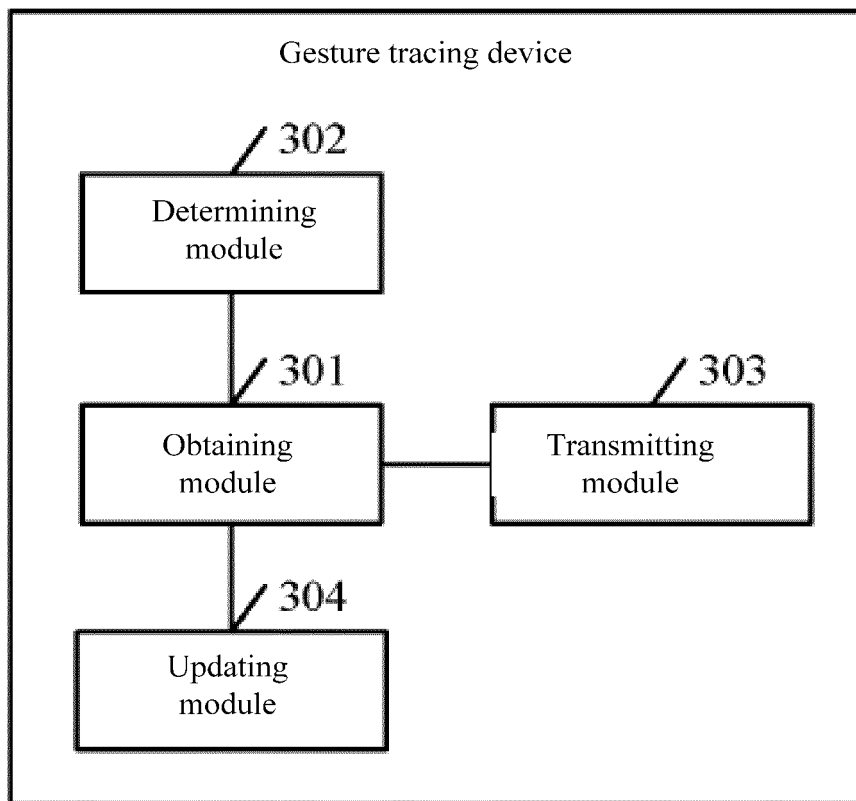 Gesture tracing device
302
Determining
module
301
Obtaining
module
303
Transmitting
module
304
Updating
module